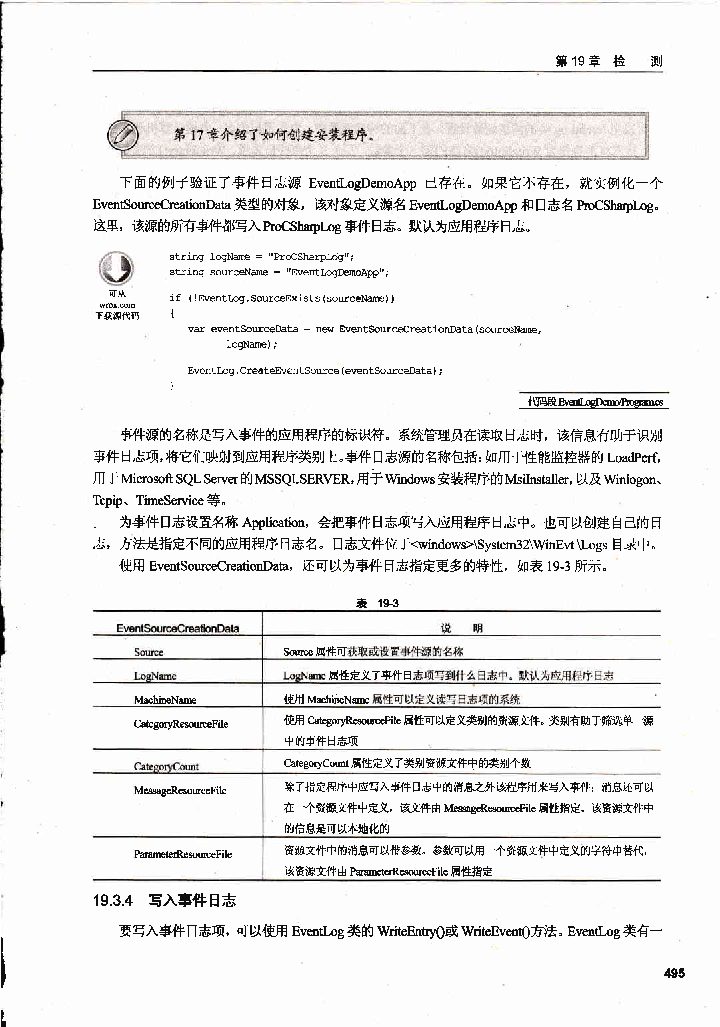 第19章 检 测
第 17 章介绍了如何创建安装程序。
下面的例子验证了事件日志源 EventLogDemoApp 已存在。如果它不存在，就实例化一个
EventSourceCreationData 类型的对象，该对象定义源名 EventLogDemoApp 和日志名 ProCSharpLog。
这里，该源的所有事件都写入 ProCSharpLog 事件日志。默认为应用程序日志。
string logName = "ProCSharpLog";
string sourceName = "EventLogDemoApp";
可从
wrox.com
下载源代码
if (!EventLog.SourceExists(sourceName))
{
var eventSourceData = new EventSourceCreationData(sourceName,
logName);
EventLog.CreateEventSource(eventSourceData);
}
代码段 EventLogDemo/Program.cs
事件源的名称是写入事件的应用程序的标识符。系统管理员在读取日志时，该信息有助于识别
事件日志项，将它们映射到应用程序类别上。事件日志源的名称包括：如用于性能监控器的 LoadPerf，
用于 Microsoft SQL Server 的 MSSQLSERVER，用于 Windows 安装程序的 MsiInstaller，以及 Winlogon、
Tcpip、TimeService 等。
为事件日志设置名称 Application，会把事件日志项写入应用程序日志中。也可以创建自己的日
志，方法是指定不同的应用程序日志名。日志文件位于<windows>\System32\WinEvt\Logs 目录中。
使用 EventSourceCreationData，还可以为事件日志指定更多的特性，如表 19-3 所示。
表 19-3
EventSourceCreationData 说 明
Source Source 属性可获取或设置事件源的名称
LogName LogName 属性定义了事件日志项写到什么日志中。默认为应用程序日志
MachineName 使用 MachineName 属性可以定义读写日志项的系统
CategoryResourceFile 使用 CategoryResourceFile 属性可以定义类别的资源文件。类别有助于筛选单一源
中的事件日志项
CategoryCount CategoryCount 属性定义了类别资源文件中的类别个数
MessageResourceFile 除了指定程序中应写入事件日志中的消息之外该程序用来写入事件；消息还可以
在一个资源文件中定义，该文件由 MessageResourceFile 属性指定。该资源文件中
的信息是可以本地化的
ParameterResourceFile 资源文件中的消息可以带参数。参数可以用一个资源文件中定义的字符串替代，
该资源文件由 ParameterResourceFile 属性指定
19.3.4 写入事件日志
要写入事件日志项，可以使用 EventLog 类的 WriteEntry()或 WriteEvent()方法。EventLog 类有一
495